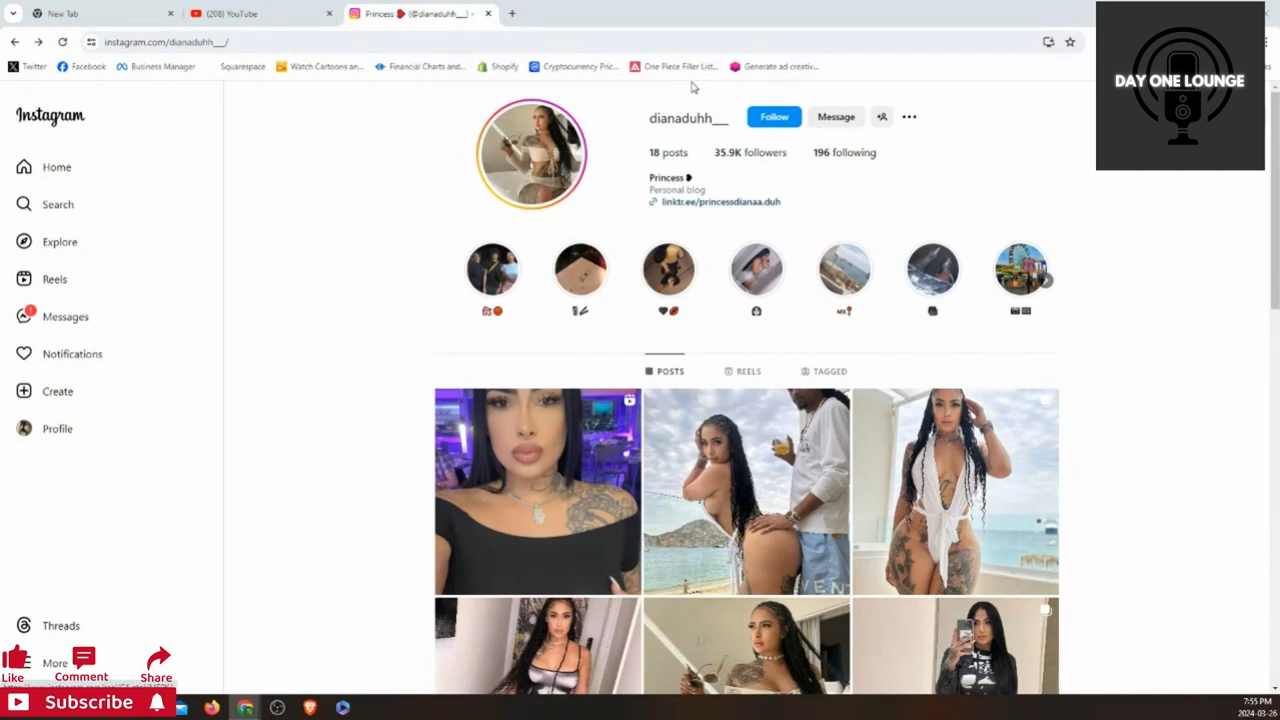 New Tab
(208) YouTube
Princess (@dianaduhh__) •
instagram.com/dianaduhh__/
Twitter
Facebook
Business Manager
Squarespace
Watch Cartoons an...
Financial Charts and...
Shopify
Cryptocurrency Pric...
One Piece Filler List...
Generate ad creativ...
DAY ONE LOUNGE
Instagram
Home
Search
Explore
Reels
Messages
Notifications
Create
Profile
Threads
More
dianaduhh__
Follow
Message
18 posts
35.9K followers
196 following
Princess
Personal blog
linktr.ee/princessdianaa.duh
POSTS
REELS
TAGGED
Like
Comment
Share
Subscribe
7:55 PM
2024-03-26